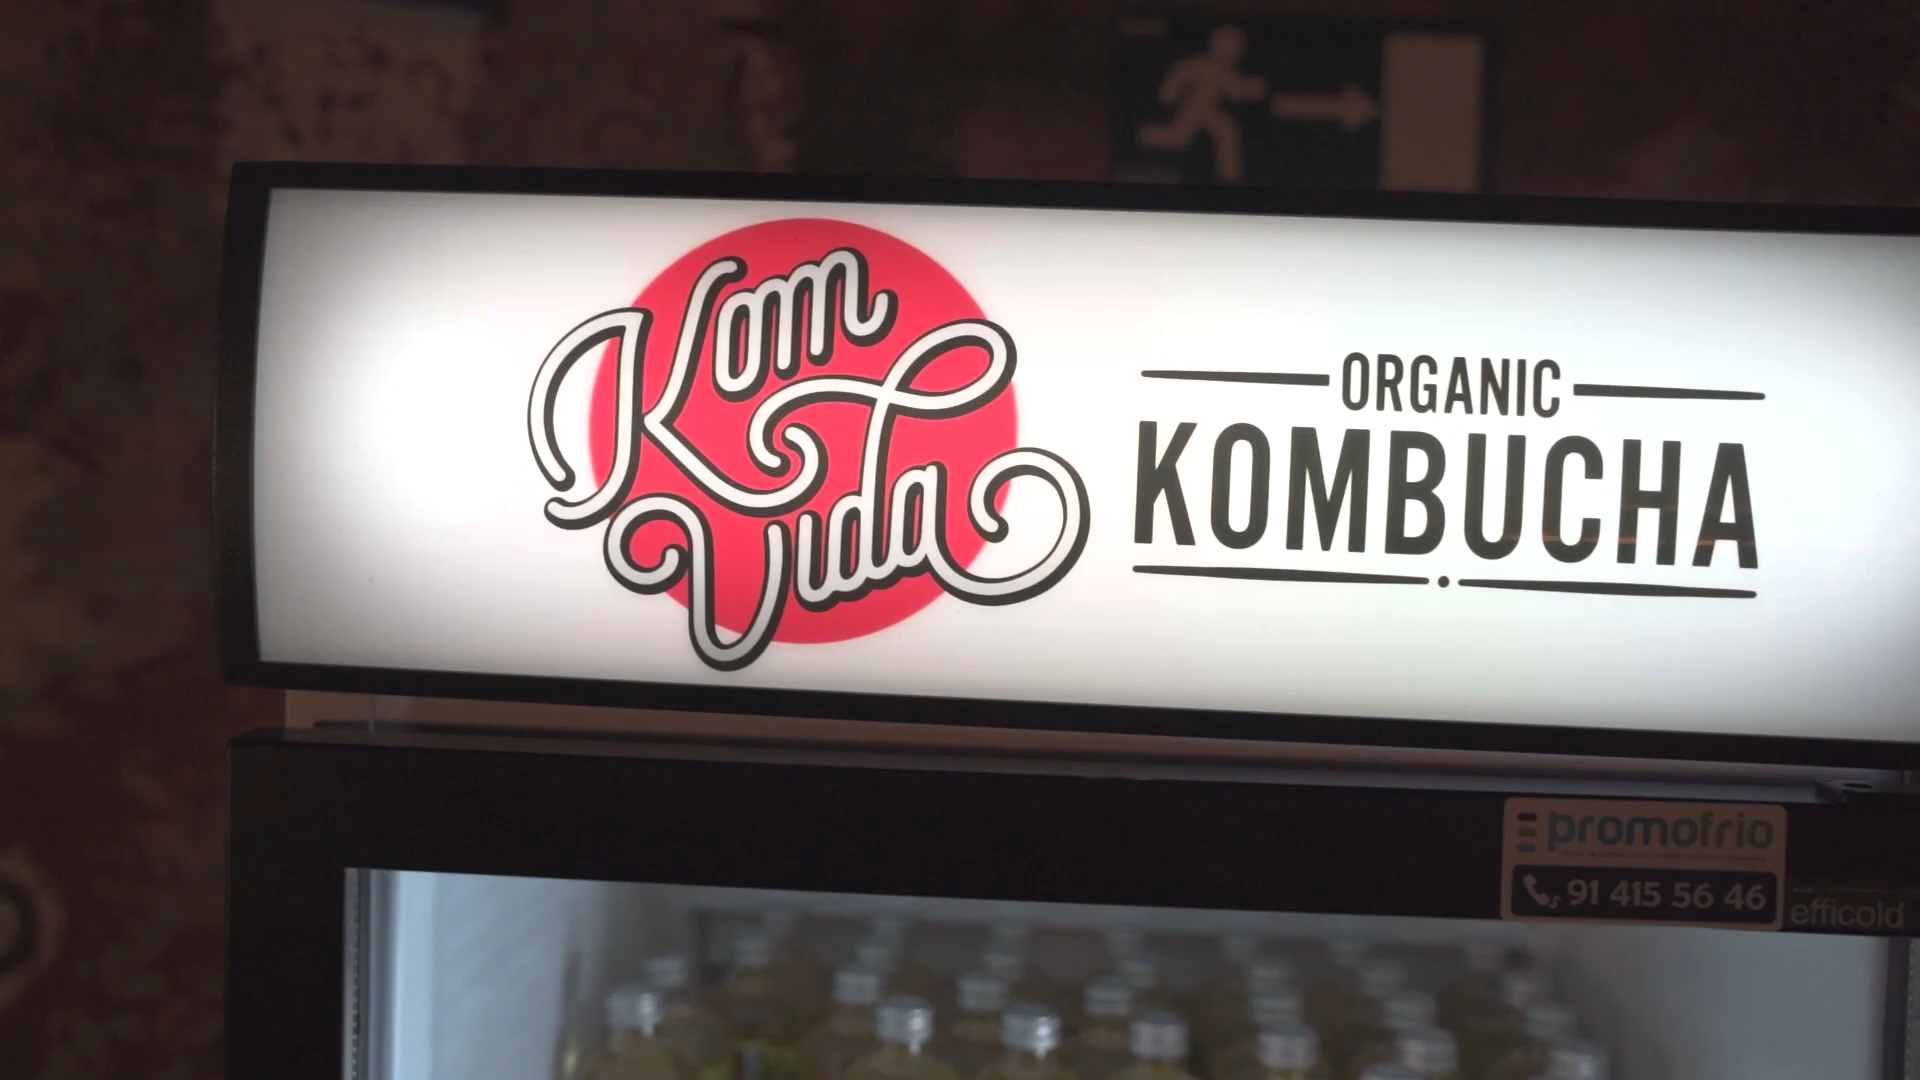 Kom
Vida
ORGANIC
KOMBUCHA
promofrio
91 415 56 46
efficold